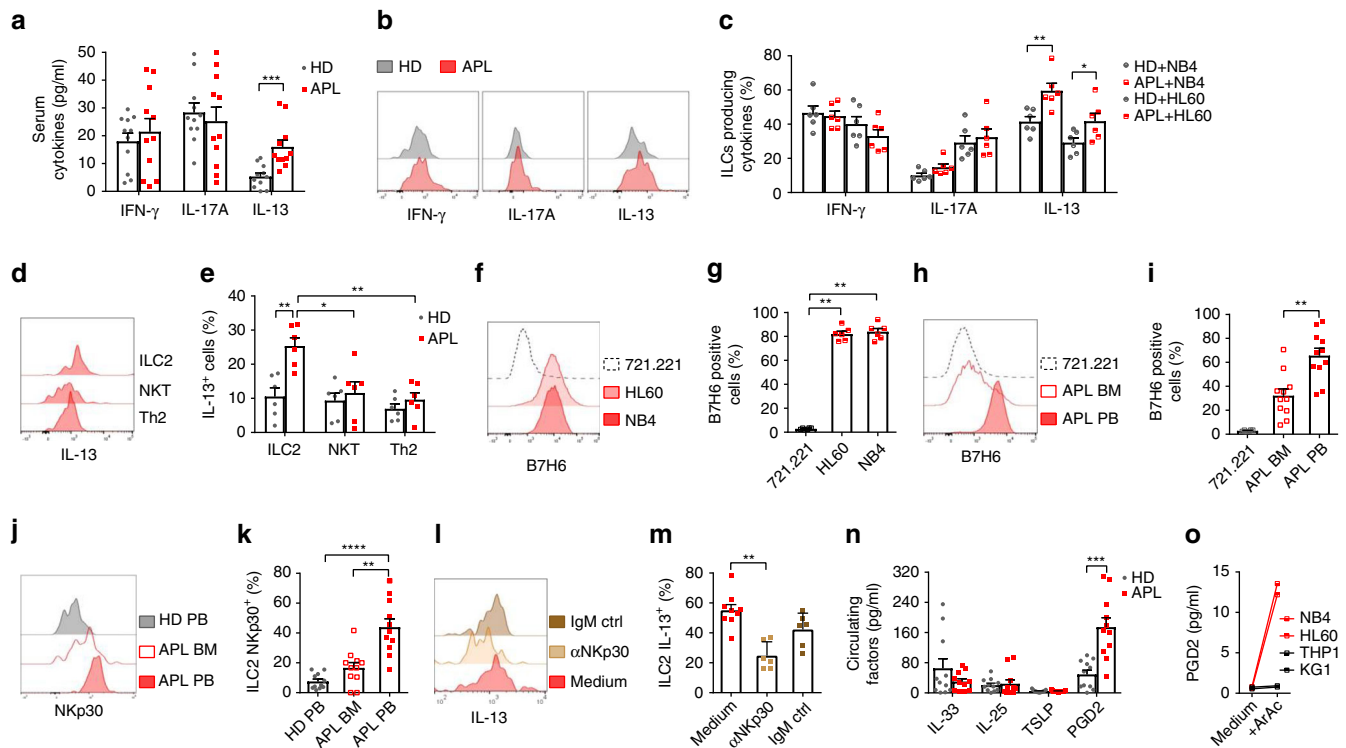 a
Serum
cytokines (pg/ml)
50
40
30
20
10
0
IFN-γ
IL-17A
IL-13
***
HD
APL
b
HD
APL
IFN-γ
IL-17A
IL-13
c
ILCs producing
cytokines (%)
80
60
40
20
0
IFN-γ
IL-17A
IL-13
**
*
HD+NB4
APL+NB4
HD+HL60
APL+HL60
d
ILC2
NKT
Th2
IL-13
e
IL-13+ cells (%)
40
30
20
10
0
ILC2
NKT
Th2
**
*
**
HD
APL
f
721.221
HL60
NB4
B7H6
g
B7H6 positive
cells (%)
100
80
60
40
20
0
721.221
HL60
NB4
**
**
h
721.221
APL BM
APL PB
B7H6
i
B7H6 positive
cells (%)
100
80
60
40
20
0
721.221
APL BM
APL PB
**
j
HD PB
APL BM
APL PB
NKp30
k
ILC2 NKp30+ (%)
80
60
40
20
0
HD PB
APL BM
APL PB
****
**
l
IgM ctrl
αNKp30
Medium
IL-13
m
ILC2 IL-13+ (%)
100
80
60
40
20
0
Medium
αNKp30
IgM ctrl
**
n
Circulating
factors (pg/ml)
320
240
160
80
0
IL-33
IL-25
TSLP
PGD2
***
HD
APL
o
PGD2 (pg/ml)
15
10
5
0
Medium
+ArAc
NB4
HL60
THP1
KG1